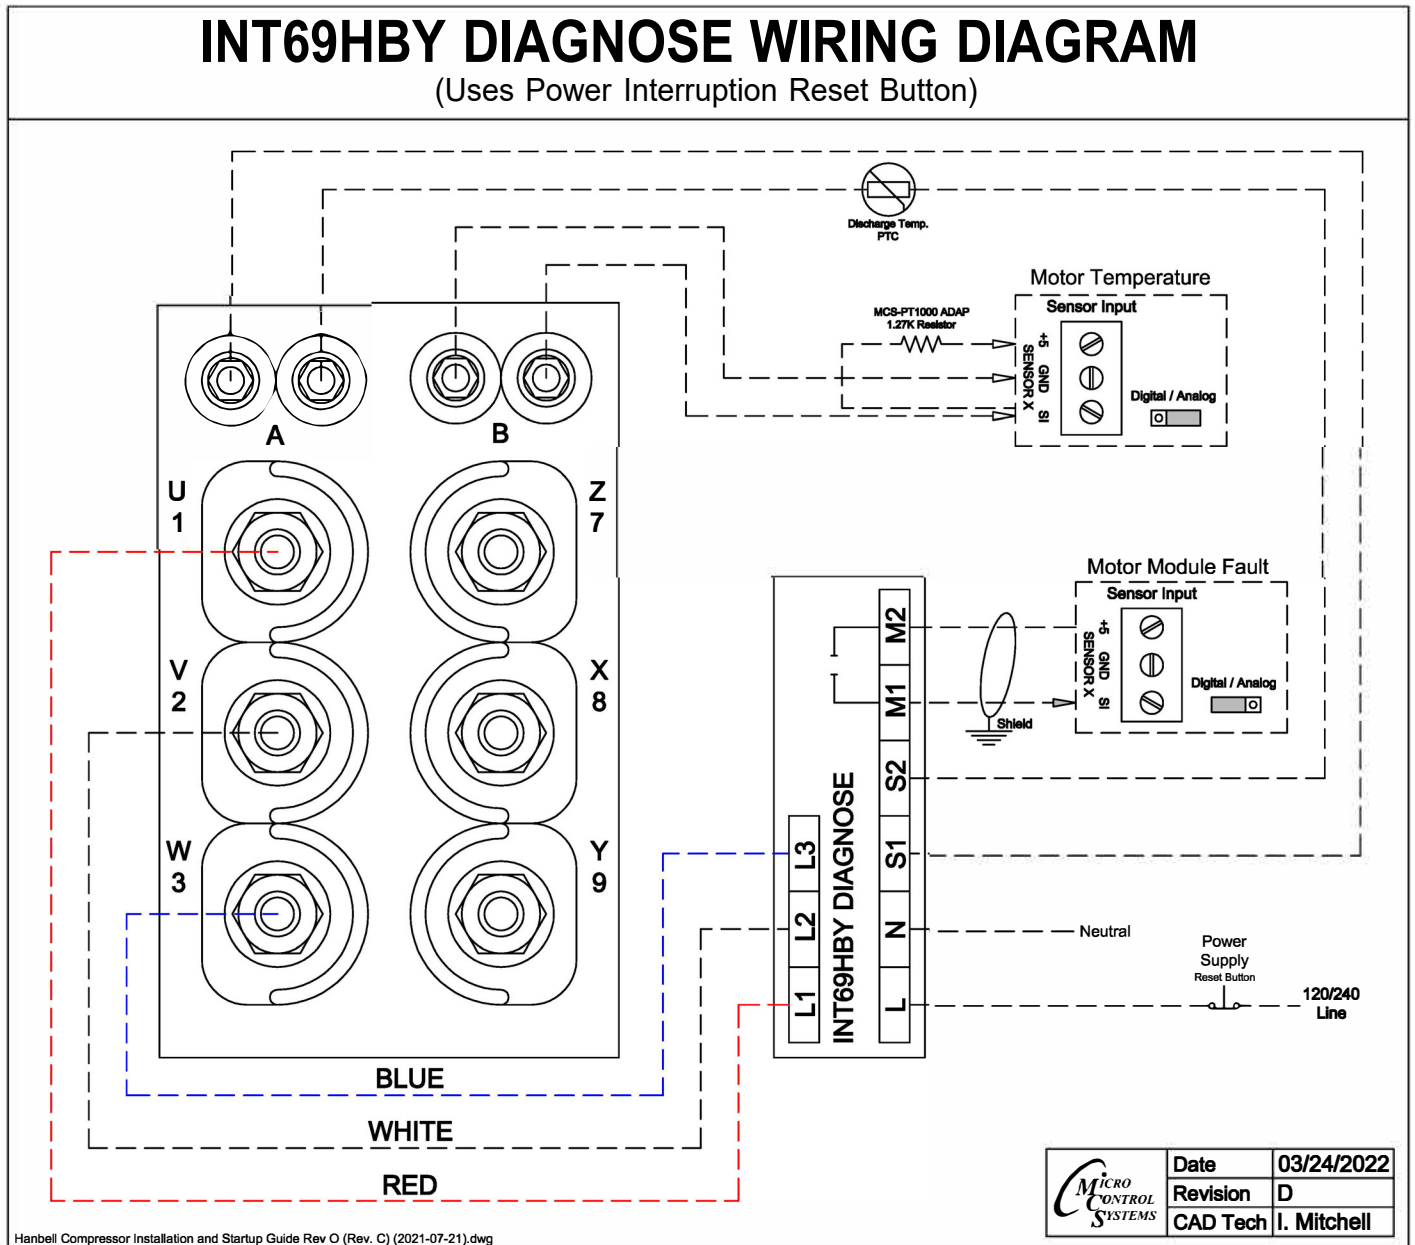 INT69HBY DIAGNOSE WIRING DIAGRAM
(Uses Power Interruption Reset Button)
Discharge Temp.
PTC
Motor Temperature
Sensor Input
MCS-PT1000 ADAP
1.27K Resistor
+5
GND
SI
SENSOR X
Digital / Analog
A
B
U
1
Z
7
V
2
X
8
W
3
Y
9
Motor Module Fault
Sensor Input
+5
GND
SI
SENSOR X
Digital / Analog
Shield
M2
M1
S2
S1
N
L
L3
L2
L1
INT69HBY DIAGNOSE
Neutral
Power
Supply
Reset Button
120/240
Line
BLUE
WHITE
RED
MICRO
CONTROL
SYSTEMS
Date 03/24/2022
Revision D
CAD Tech I. Mitchell
Hanbell Compressor Installation and Startup Guide Rev O (Rev. C) (2021-07-21).dwg